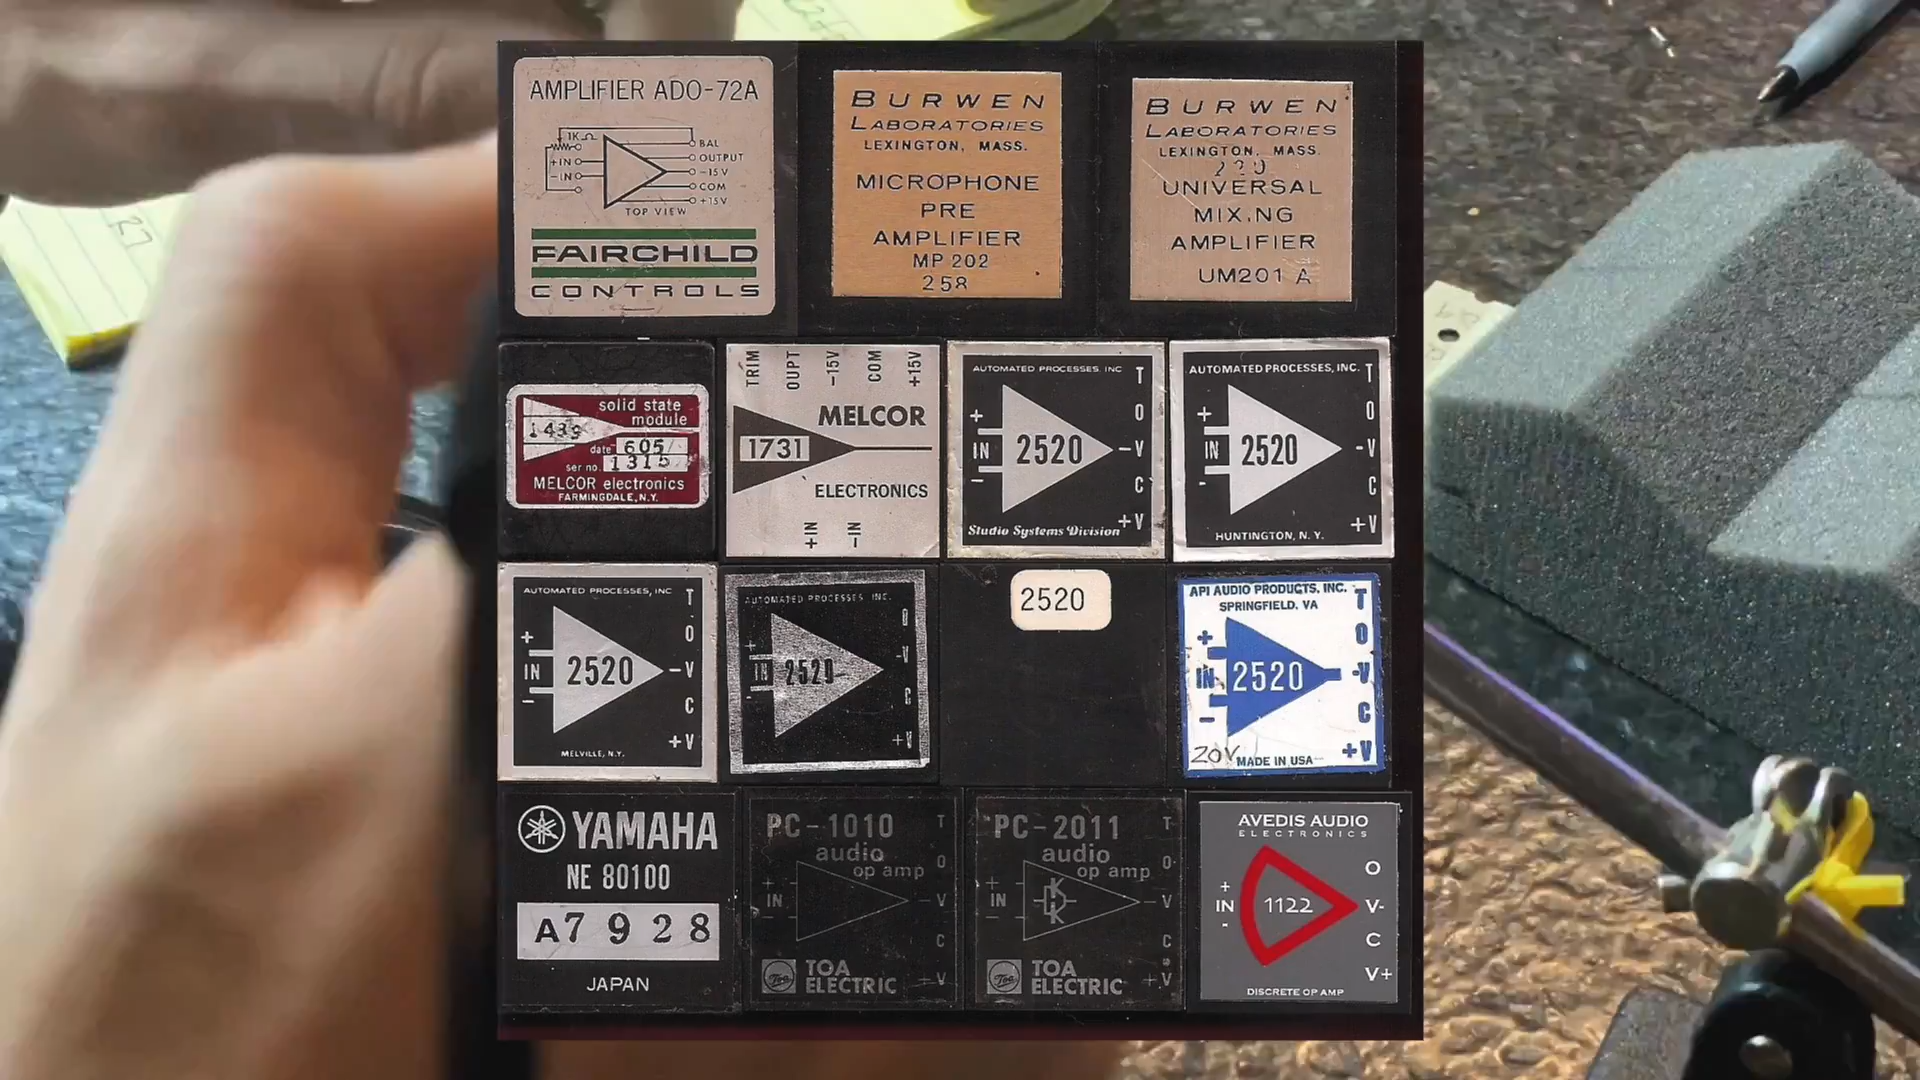 AMPLIFIER ADO-72A
1K Ω
+IN
-IN
BAL
OUTPUT
-15V
COM
+15V
TOP VIEW
FAIRCHILD
CONTROLS
BURWEN
LABORATORIES
LEXINGTON, MASS.
MICROPHONE
PRE
AMPLIFIER
MP 202
258
BURWEN
LABORATORIES
LEXINGTON, MASS.
UNIVERSAL
MIXING
AMPLIFIER
UM201 A
solid state
module
date 605
ser no.
MELCOR electronics
FARMINGDALE, N.Y.
TRIM
OUPT
-15V
COM
+15V
MELCOR
1731
ELECTRONICS
+IN
-IN
AUTOMATED PROCESSES, INC
T
O
-V
C
+V
+
IN
-
2520
Studio Systems Division
AUTOMATED PROCESSES, INC.
T
O
-V
C
+V
+
IN
-
2520
HUNTINGTON, N. Y.
AUTOMATED PROCESSES, INC
T
O
-V
C
+V
+
IN
-
2520
MELVILLE, N.Y.
AUTOMATED PROCESSES, INC.
O
-V
C
+V
+
IN
-
2520
2520
API AUDIO PRODUCTS, INC.
SPRINGFIELD, VA
T
O
-V
C
+V
+
IN
-
2520
20V
MADE IN USA
YAMAHA
NE 80100
A7928
JAPAN
PC-1010
audio
op amp
T
O
-V
C
+V
+
IN
-
TOA
ELECTRIC
PC-2011
audio
op amp
T
O
-V
C
+V
+
IN
-
TOA
ELECTRIC
AVEDIS AUDIO
ELECTRONICS
+
IN
-
1122
O
V-
C
V+
DISCRETE OP AMP